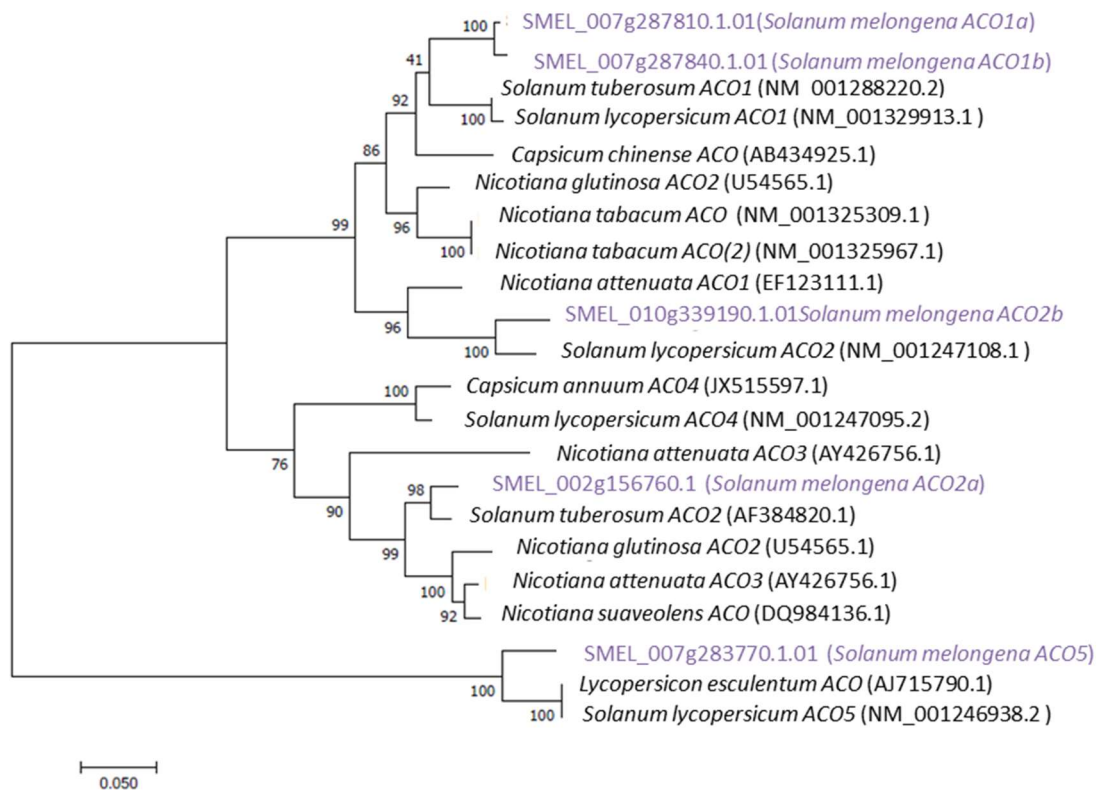 SMEL_007g287810.1.01(Solanum melongena ACO1a)
100
SMEL_007g287840.1.01 (Solanum melongena ACO1b)
41
Solanum tuberosum ACO1 (NM 001288220.2)
92
100
Solanum lycopersicum ACO1 (NM_001329913.1 )
86
Capsicum chinense ACO (AB434925.1)
Nicotiana glutinosa ACO2 (U54565.1)
99
96
Nicotiana tabacum ACO (NM_001325309.1 )
100
Nicotiana tabacum ACO(2) (NM_001325967.1)
Nicotiana attenuata ACO1 (EF123111.1)
96
SMEL_010g339190.1.01Solanum melongena ACO2b
100
Solanum lycopersicum ACO2 (NM_001247108.1 )
100
Capsicum annuum AC04 (JX515597.1)
Solanum lycopersicum ACO4 (NM_001247095.2)
76
Nicotiana attenuata ACO3 (AY426756.1)
98
SMEL_002g156760.1 (Solanum melongena ACO2a)
90
Solanum tuberosum ACO2 (AF384820.1)
99
Nicotiana glutinosa ACO2 (U54565.1)
100
Nicotiana attenuata ACO3 (AY426756.1)
92
Nicotiana suaveolens ACO (DQ984136.1)
SMEL_007g283770.1.01 (Solanum melongena ACO5)
100
Lycopersicon esculentum ACO (AJ715790.1)
100
Solanum lycopersicum ACO5 (NM_001246938.2 )
0.050